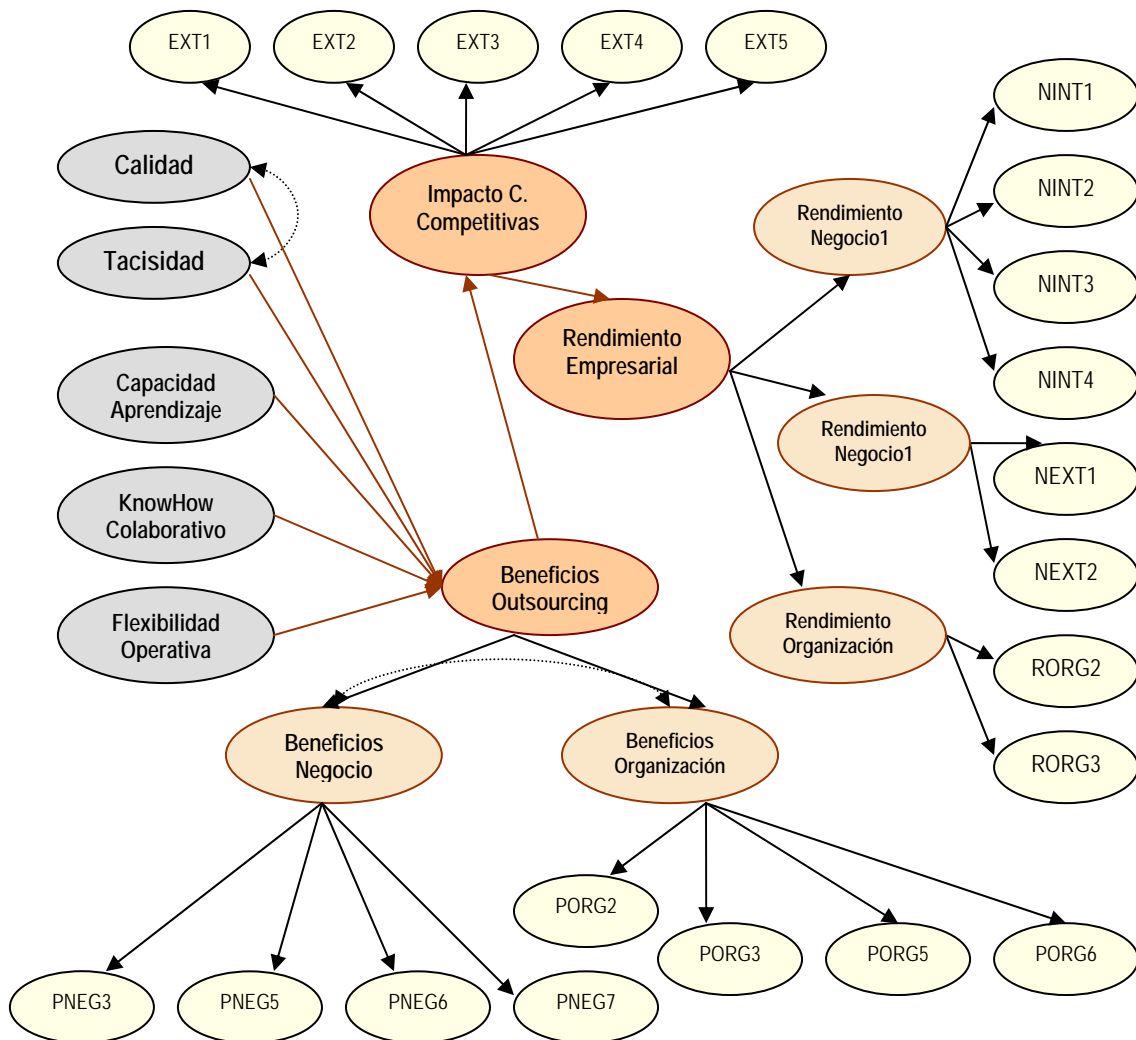 EXT1
EXT2
EXT3
EXT4
EXT5
NINT1
NINT2
NINT3
NINT4
NEXT1
NEXT2
RORG2
RORG3
Calidad
Tacisidad
Capacidad
Aprendizaje
KnowHow
Colaborativo
Flexibilidad
Operativa
Impacto C.
Competitivas
Rendimiento
Empresarial
Rendimiento
Negocio1
Rendimiento
Negocio1
Rendimiento
Organización
Beneficios
Outsourcing
Beneficios
Negocio
Beneficios
Organización
PORG2
PORG3
PORG5
PORG6
PNEG3
PNEG5
PNEG6
PNEG7